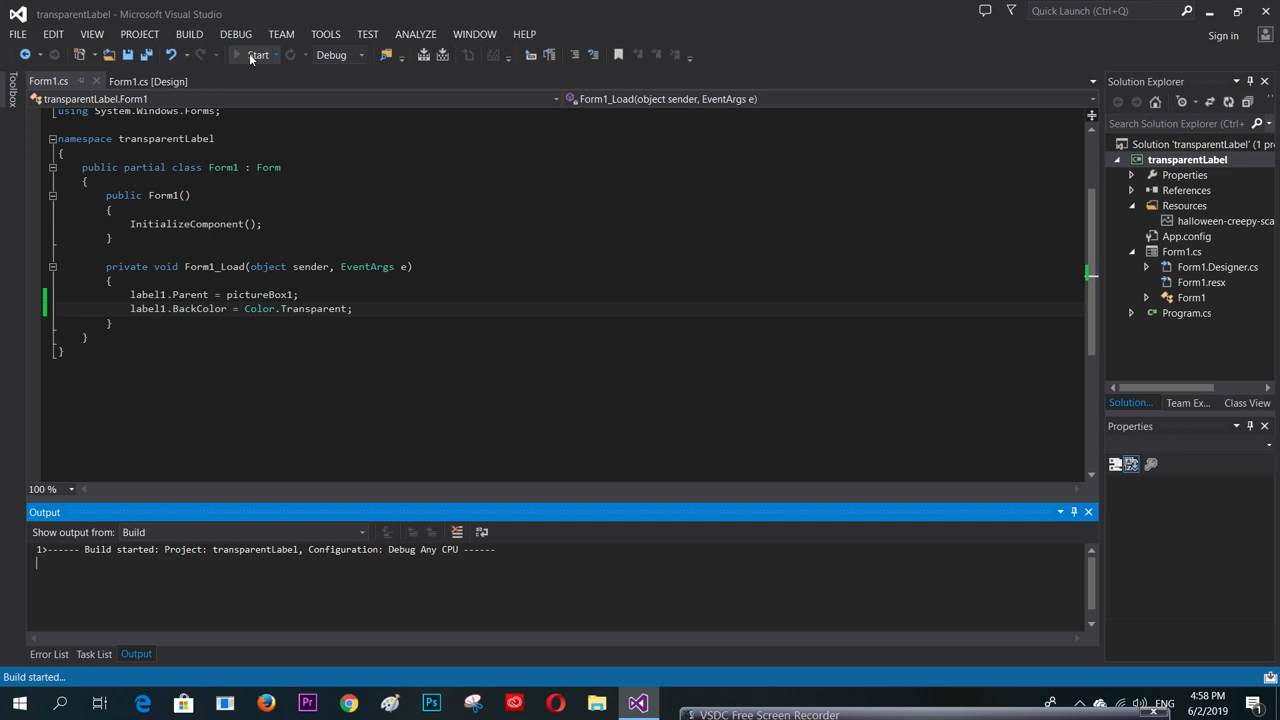 transparentLabel - Microsoft Visual Studio
Quick Launch (Ctrl+Q)
FILE EDIT VIEW PROJECT BUILD DEBUG TEAM TOOLS TEST ANALYZE WINDOW HELP
Sign in
Start Debug
Form1.cs Form1.cs [Design]
Toolbox
transparentLabel.Form1 Form1_Load(object sender, EventArgs e)
using System.Windows.Forms;
namespace transparentLabel
{
public partial class Form1 : Form
{
public Form1()
{
InitializeComponent();
}
private void Form1_Load(object sender, EventArgs e)
{
label1.Parent = pictureBox1;
label1.BackColor = Color.Transparent;
}
}
}
100 %
Solution Explorer
Search Solution Explorer (Ctrl+
Solution 'transparentLabel' (1 pr
transparentLabel
Properties
References
Resources
halloween-creepy-sca
App.config
Form1.cs
Form1.Designer.cs
Form1.resx
Form1
Program.cs
Solution... Team Ex... Class View
Properties
Output
Show output from: Build
1>------ Build started: Project: transparentLabel, Configuration: Debug Any CPU ------
Error List Task List Output
Build started...
Pr
Ps
ENG
4:58 PM
6/2/2019
VSDC Free Screen Recorder